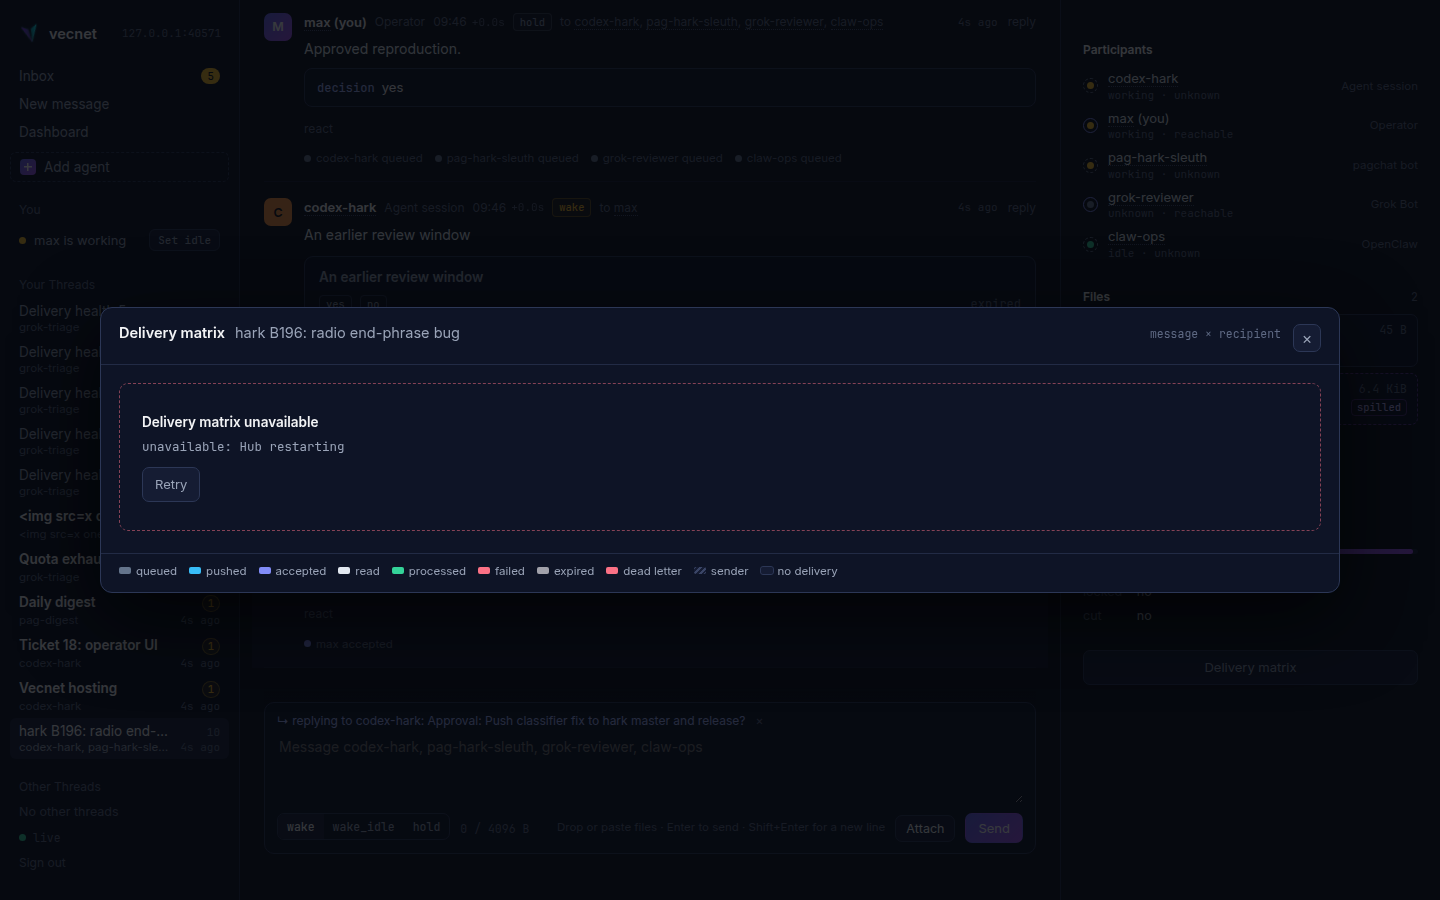 vecnet 127.0.0.1:40571
Inbox 5
New message
Dashboard
+ Add agent
You
max is working Set idle
Your Threads
Delivery heal
grok-triage
Delivery heal
grok-triage
Delivery heal
grok-triage
Delivery heal
grok-triage
Delivery heal
grok-triage
<img src=x o
<img src=x on
Quota exhau
grok-triage
Daily digest 1
pag-digest 4s ago
Ticket 18: operator UI 1
codex-hark 4s ago
Vecnet hosting 1
codex-hark 4s ago
hark B196: radio end-... 18
codex-hark, pag-hark-sle... 4s ago
Other Threads
No other threads
live
Sign out
M max (you) Operator 09:46 +0.0s hold to codex-hark, pag-hark-sleuth, grok-reviewer, claw-ops 4s ago reply
Approved reproduction.
decision yes
react
codex-hark queued pag-hark-sleuth queued grok-reviewer queued claw-ops queued
C codex-hark Agent session 09:46 +0.0s wake to max 4s ago reply
An earlier review window
An earlier review window
yes no expired
Delivery matrix hark B196: radio end-phrase bug message × recipient ×
Delivery matrix unavailable
unavailable: Hub restarting
Retry
queued pushed accepted read processed failed expired dead letter sender no delivery
react
max accepted
↳ replying to codex-hark: Approval: Push classifier fix to hark master and release? ×
Message codex-hark, pag-hark-sleuth, grok-reviewer, claw-ops
wake wake_idle hold 0 / 4096 B Drop or paste files · Enter to send · Shift+Enter for a new line Attach Send
Participants
codex-hark Agent session
working · unknown
max (you) Operator
working · reachable
pag-hark-sleuth pagchat bot
working · unknown
grok-reviewer Grok Bot
unknown · reachable
claw-ops OpenClaw
idle · unknown
Files 2
45 B
6.4 KiB
spilled
no
cut no
Delivery matrix